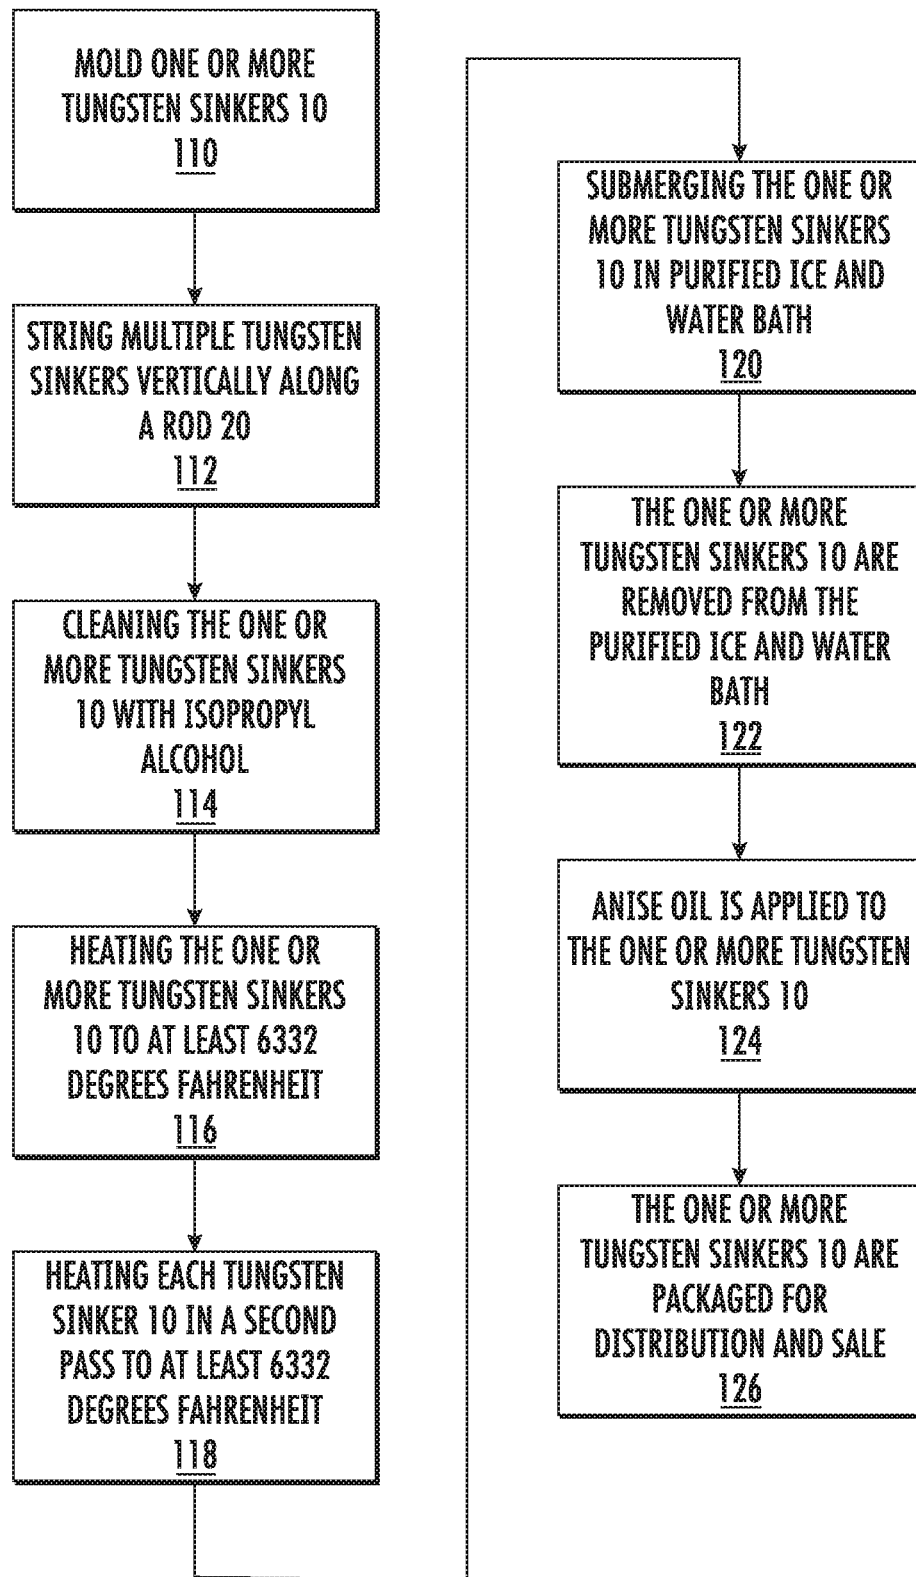 MOLD ONE OR MORE
TUNGSTEN SINKERS 10
110
STRING MULTIPLE TUNGSTEN
SINKERS VERTICALLY ALONG
A ROD 20
112
CLEANING THE ONE OR
MORE TUNGSTEN SINKERS
10 WITH ISOPROPYL
ALCOHOL
114
HEATING THE ONE OR
MORE TUNGSTEN SINKERS
10 TO AT LEAST 6332
DEGREES FAHRENHEIT
116
HEATING EACH TUNGSTEN
SINKER 10 IN A SECOND
PASS TO AT LEAST 6332
DEGREES FAHRENHEIT
118
SUBMERGING THE ONE OR
MORE TUNGSTEN SINKERS
10 IN PURIFIED ICE AND
WATER BATH
120
THE ONE OR MORE
TUNGSTEN SINKERS 10 ARE
REMOVED FROM THE
PURIFIED ICE AND WATER
BATH
122
ANISE OIL IS APPLIED TO
THE ONE OR MORE TUNGSTEN
SINKERS 10
124
THE ONE OR MORE
TUNGSTEN SINKERS 10 ARE
PACKAGED FOR
DISTRIBUTION AND SALE
126